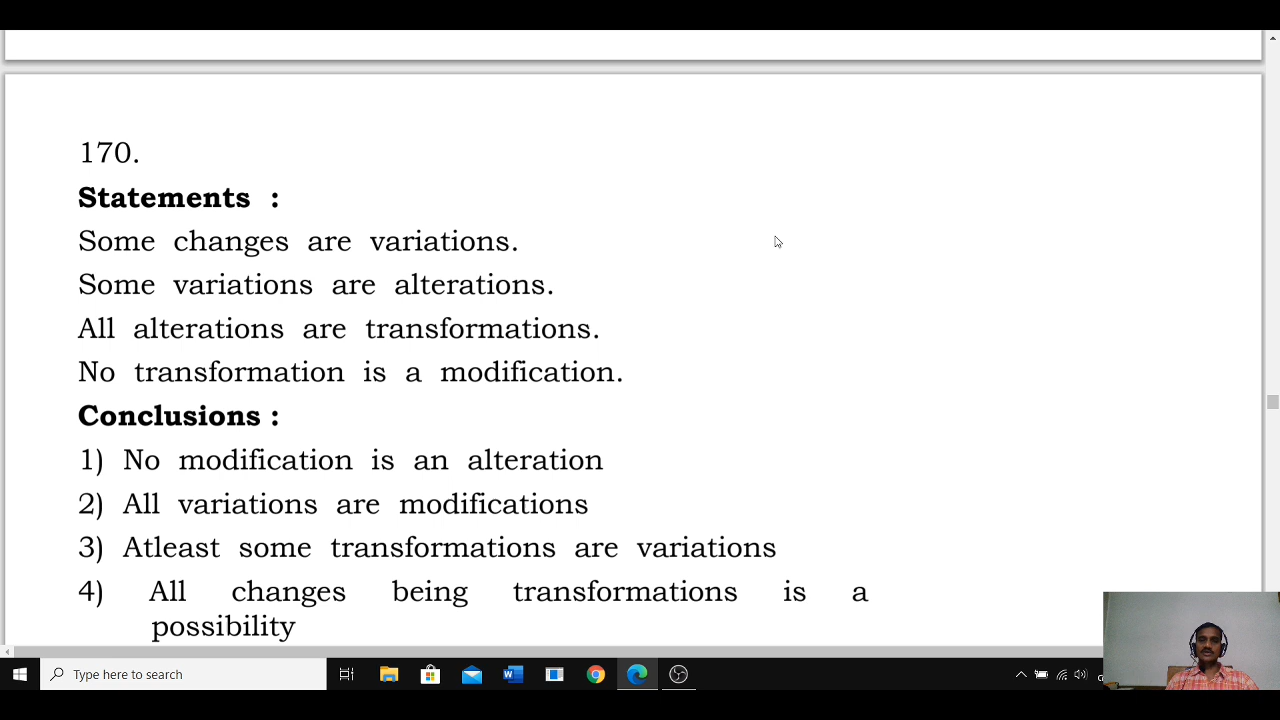 170.
Statements :
Some changes are variations.
Some variations are alterations.
All alterations are transformations.
No transformation is a modification.
Conclusions :
1) No modification is an alteration
2) All variations are modifications
3) Atleast some transformations are variations
4) All changes being transformations is a
possibility
Type here to search